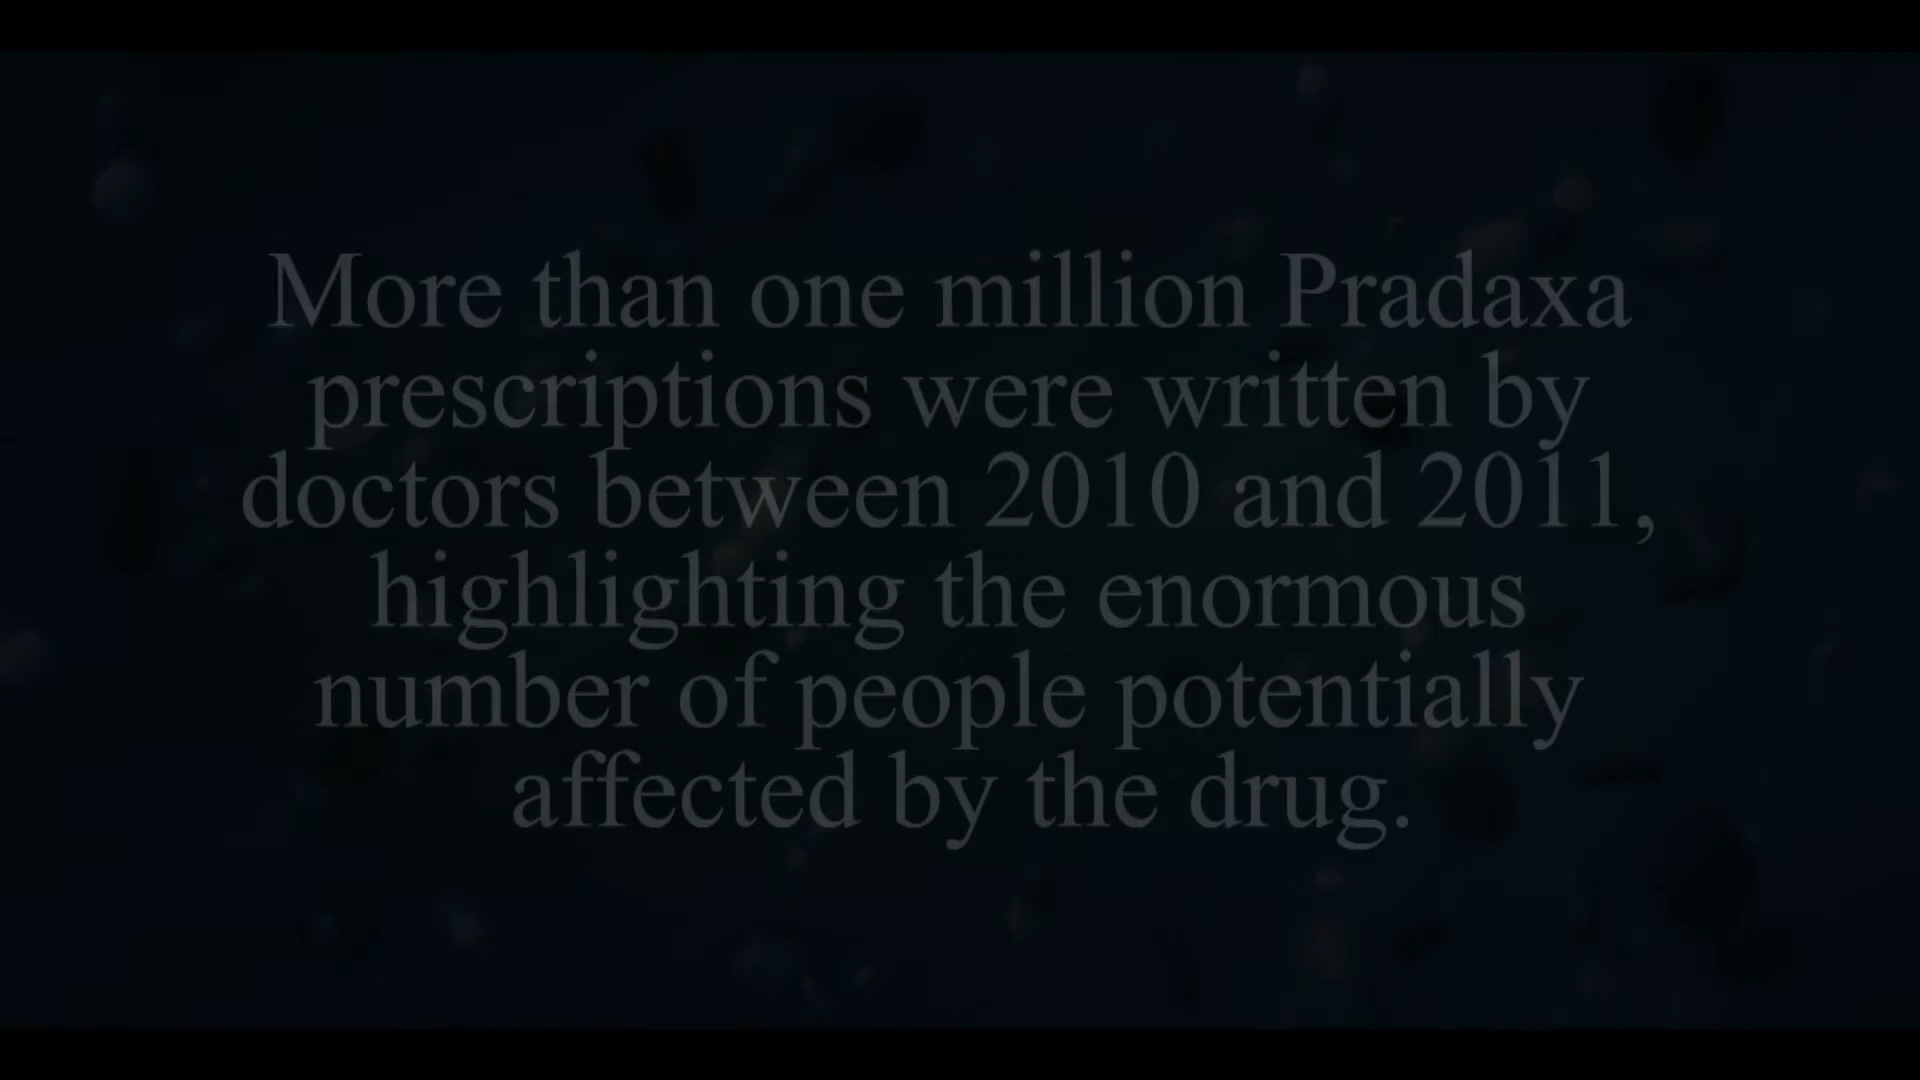 More than one million Pradaxa
prescriptions were written by
doctors between 2010 and 2011,
highlighting the enormous
number of people potentially
affected by the drug.